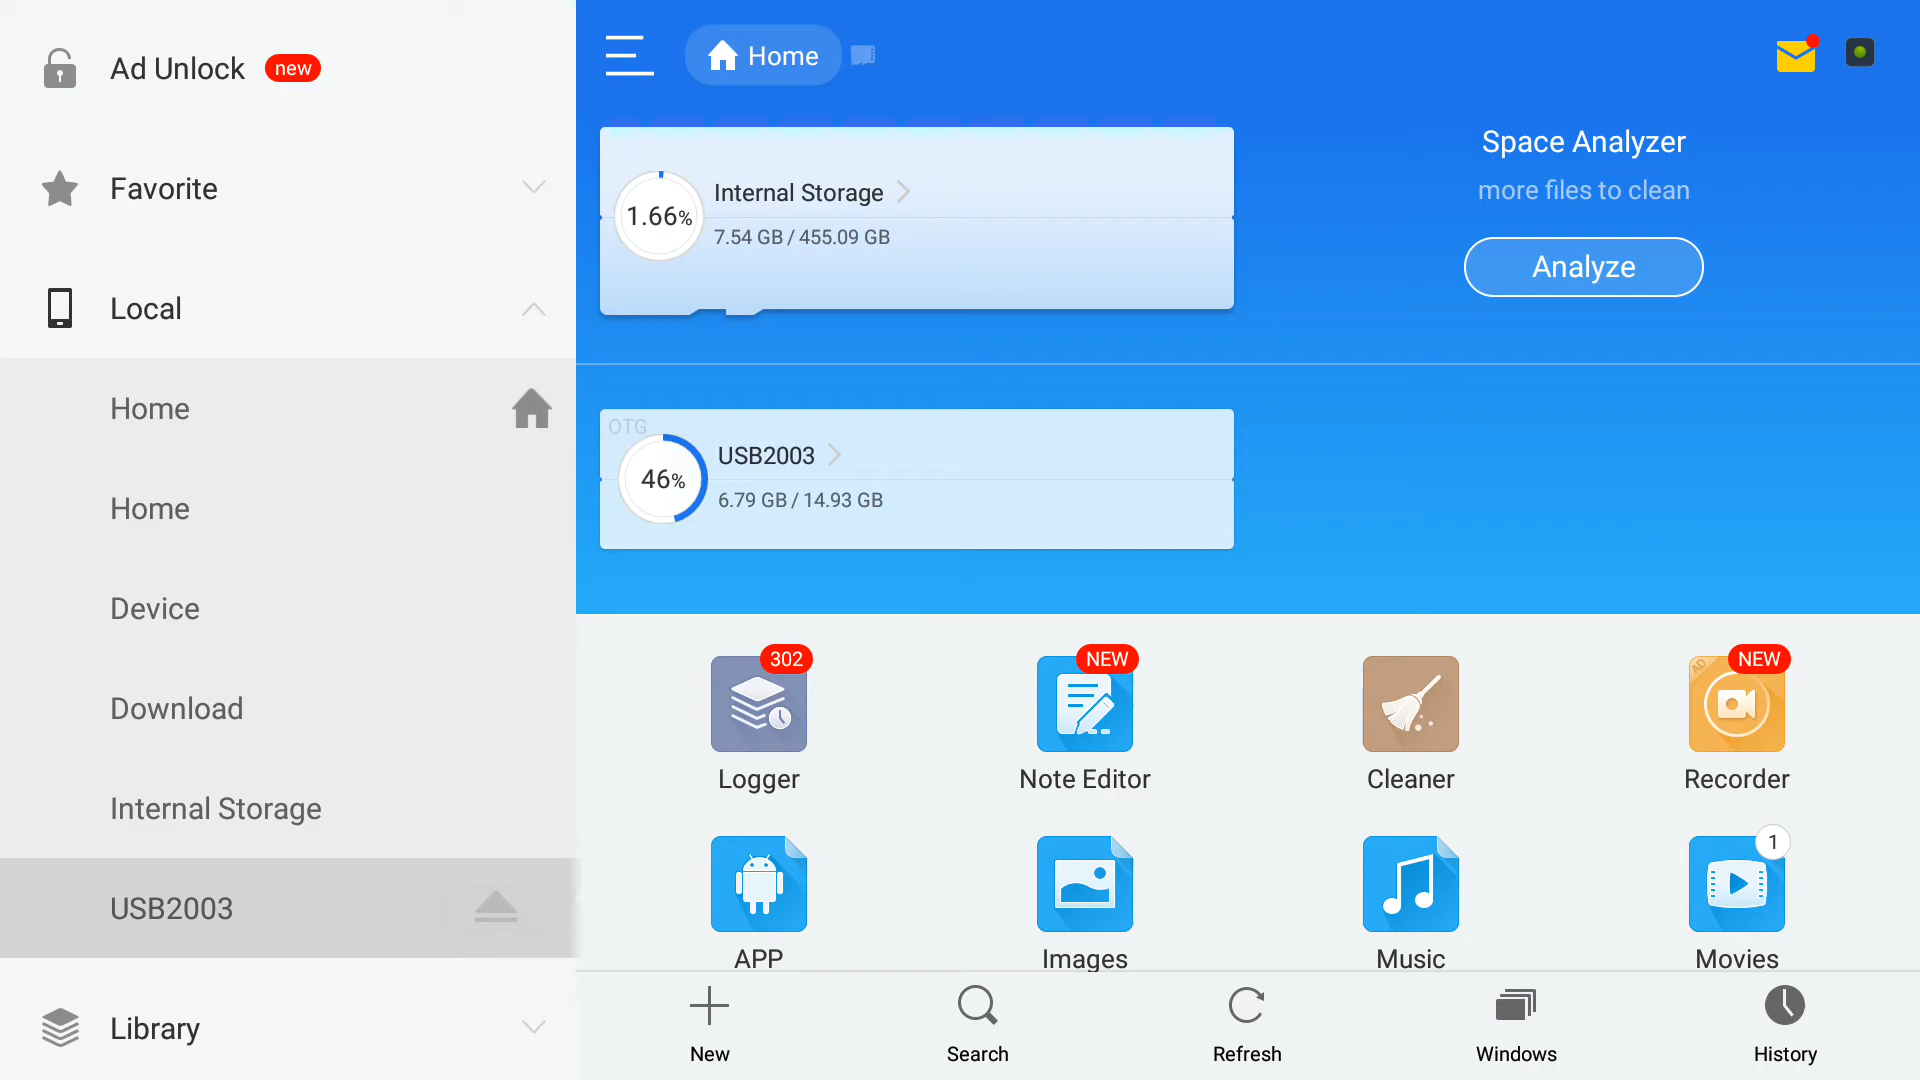 Ad Unlock new
Favorite
Local
Home
Home
Device
Download
Internal Storage
USB2003
Library
Home
1.66%
Internal Storage
7.54 GB / 455.09 GB
Space Analyzer
more files to clean
Analyze
OTG
46%
USB2003
6.79 GB / 14.93 GB
302
Logger
NEW
Note Editor
Cleaner
AD
NEW
Recorder
APP
Images
Music
1
Movies
New
Search
Refresh
Windows
History